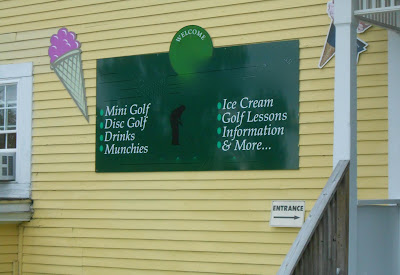 WELCOME
Mini Golf
Disc Golf
Drinks
Munchies
Ice Cream
Golf Lessons
Information
& More...
ENTRANCE